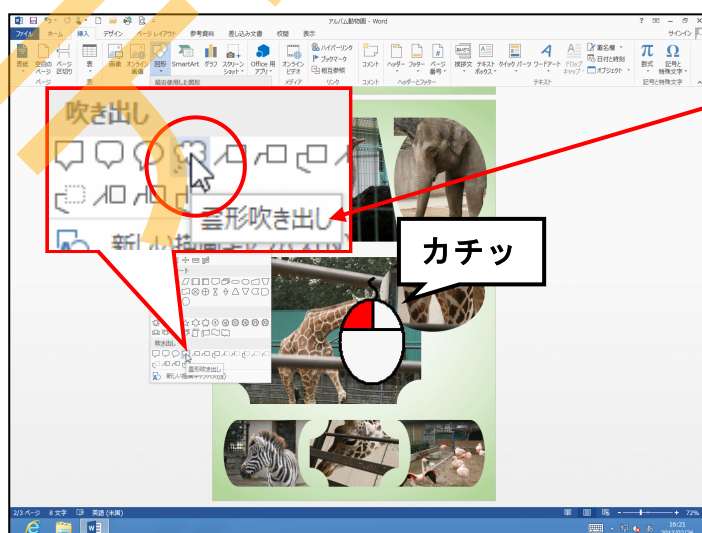 アルバム動物園 - Word
サインイン
ファイル ホーム 挿入 デザイン ページ レイアウト 参考資料 差し込み文書 校閲 表示
表紙 空白のページ ページ区切り 表 画像 オンライン画像 図形 SmartArt グラフ スクリーンショット Office 用アプリ オンラインビデオ
ハイパーリンク
ブックマーク
相互参照
コメント ヘッダー フッター ページ番号 挨拶文 テキストボックス クイック パーツ ワードアート ドロップキャップ
署名欄
日付と時刻
オブジェクト
数式 記号と特殊文字
ページ 表 最近使用した図形 メディア リンク コメント ヘッダーとフッター テキスト 記号と特殊文字
吹き出し
雲形吹き出し
カチッ
吹き出し
雲形吹き出し
2/3 ページ 8 文字 英語 (米国)
72%
16:21